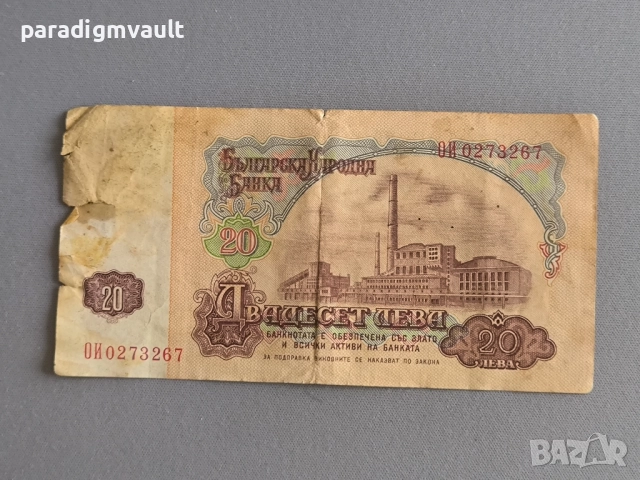 paradigmvault
ОИ 0273267
Българска Народна
Банка
20
20
Двадесет лева
БАНКНОТАТА Е ОБЕЗПЕЧЕНА СЪС ЗЛАТО
И ВСИЧКИ АКТИВИ НА БАНКАТА
ЗА ПОДПРАВКА ВИНОВНИТЕ СЕ НАКАЗВАТ ПО ЗАКОНА
ОИ 0273267
20
ЛЕВА
BAZAR